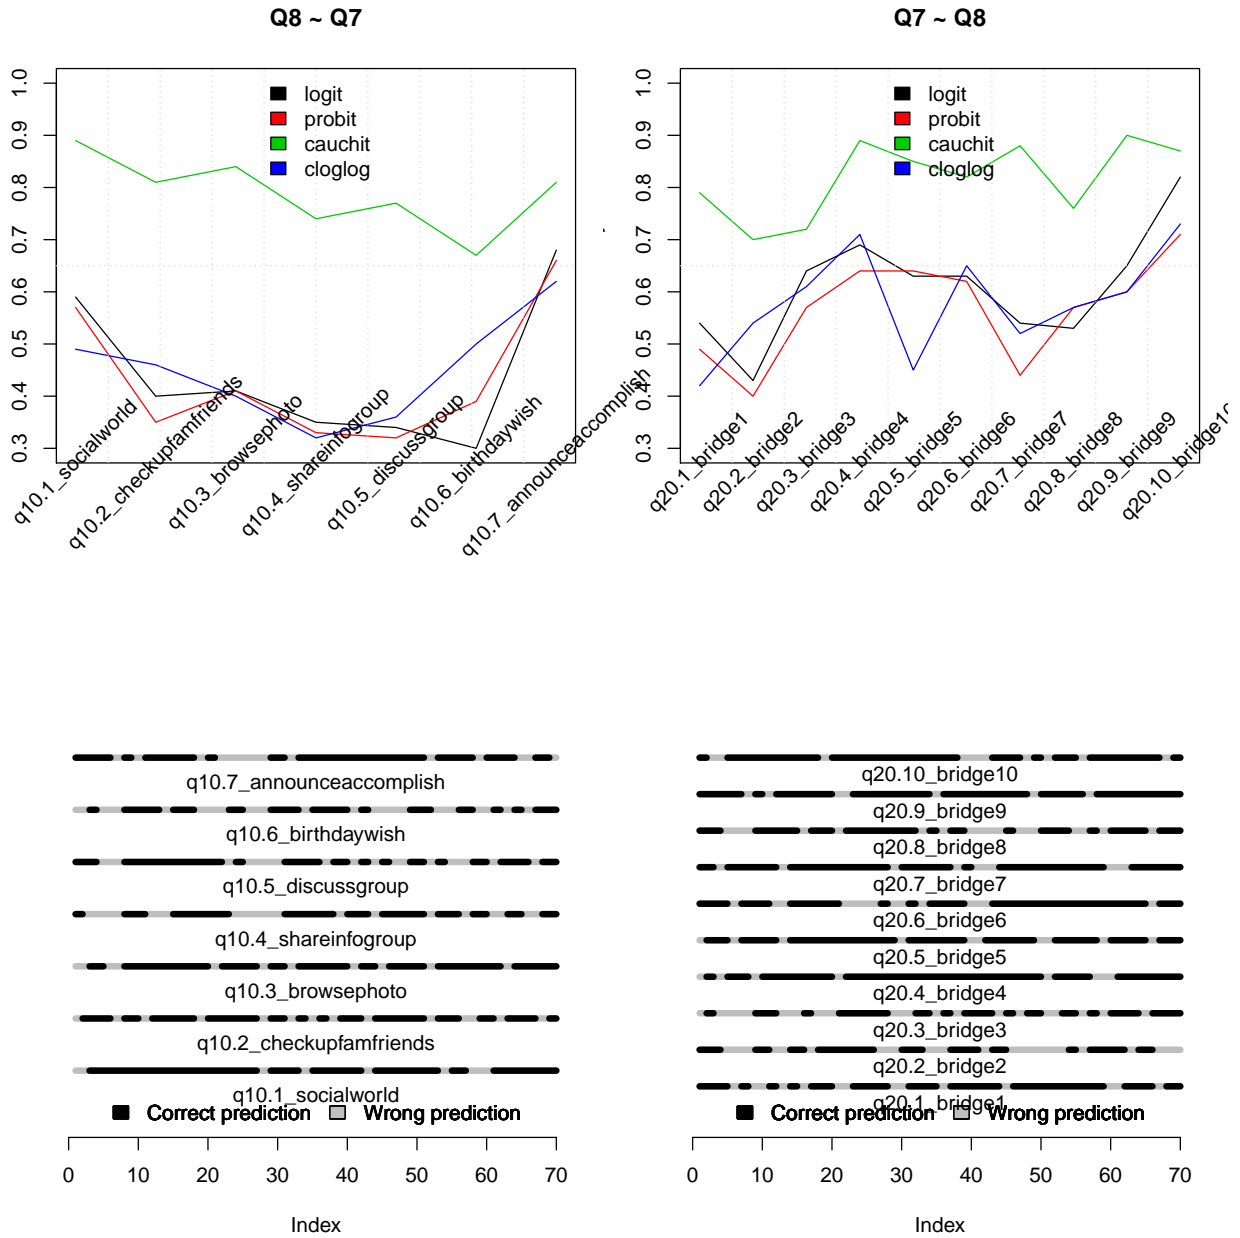 Q8 ~ Q7
1.0
0.9
0.8
0.7
0.6
0.5
0.4
0.3
logit
probit
cauchit
cloglog
q10.1_socialworld
q10.2_checkupfamfriends
q10.3_browsephoto
q10.4_shareinfogroup
q10.5_discussgroup
q10.6_birthdaywish
q10.7_announceaccomplish
Q7 ~ Q8
1.0
0.9
0.8
0.7
0.6
0.5
0.4
0.3
logit
probit
cauchit
cloglog
q20.1_bridge1
q20.2_bridge2
q20.3_bridge3
q20.4_bridge4
q20.5_bridge5
q20.6_bridge6
q20.7_bridge7
q20.8_bridge8
q20.9_bridge9
q20.10_bridge10
q10.7_announceaccomplish
q10.6_birthdaywish
q10.5_discussgroup
q10.4_shareinfogroup
q10.3_browsephoto
q10.2_checkupfamfriends
q10.1_socialworld
Correct prediction Wrong prediction
0 10 20 30 40 50 60 70
Index
q20.10_bridge10
q20.9_bridge9
q20.8_bridge8
q20.7_bridge7
q20.6_bridge6
q20.5_bridge5
q20.4_bridge4
q20.3_bridge3
q20.2_bridge2
q20.1_bridge1
Correct prediction Wrong prediction
0 10 20 30 40 50 60 70
Index